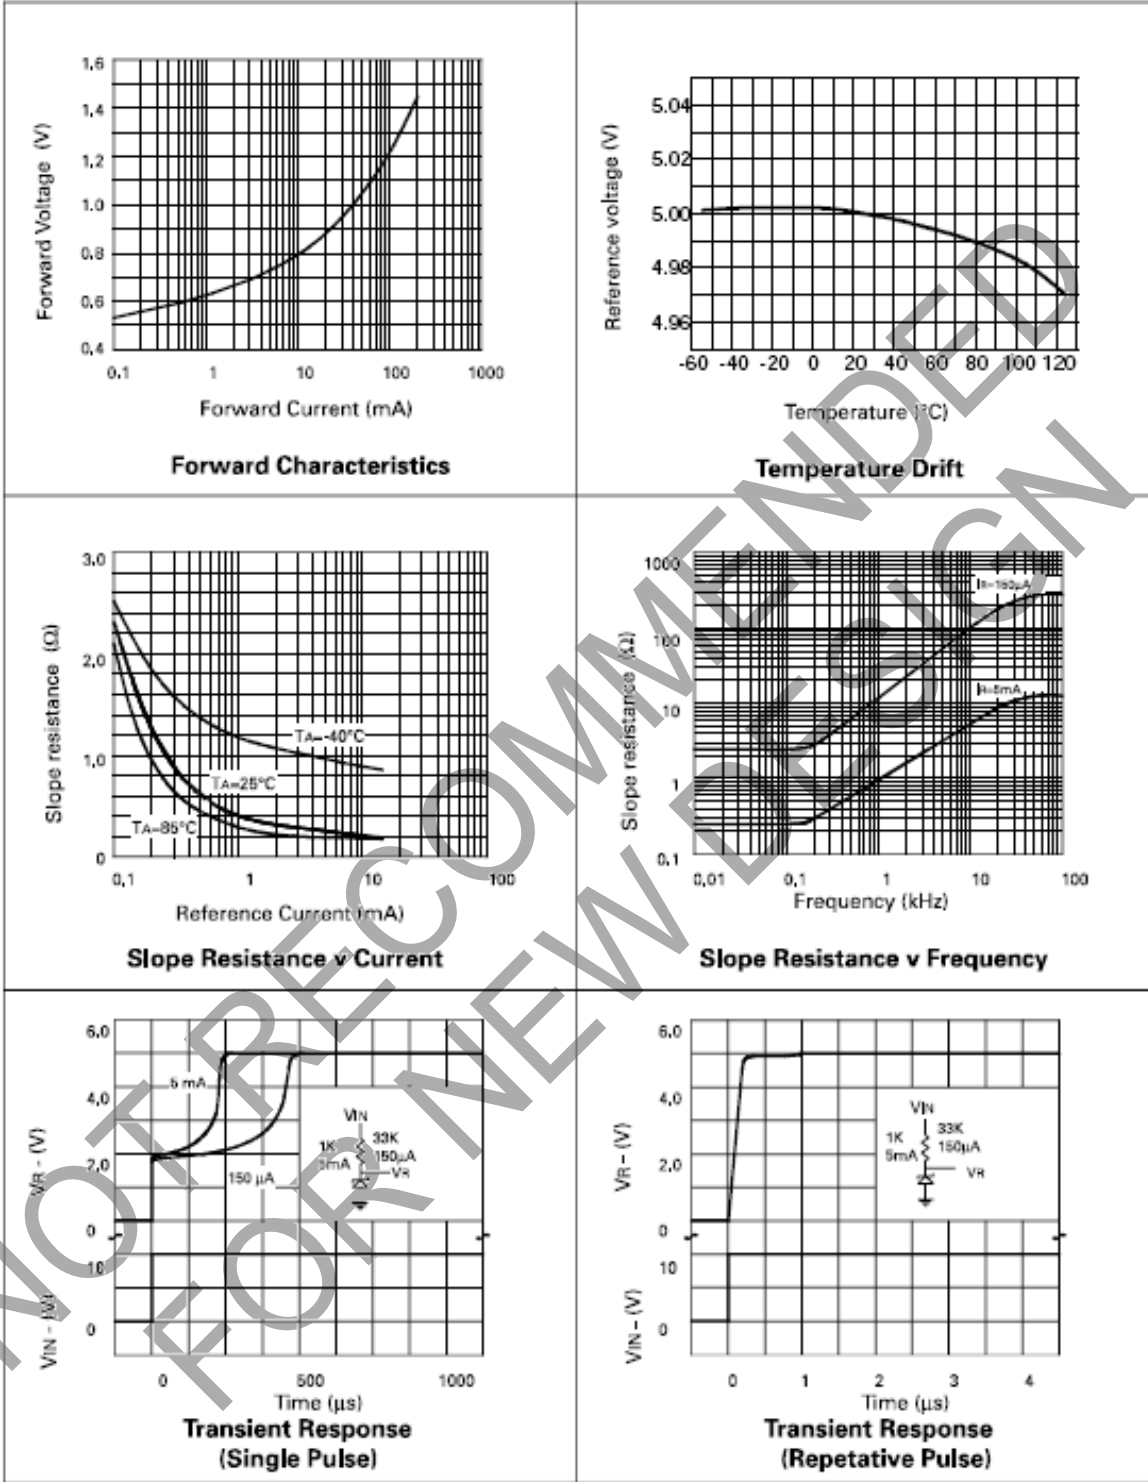 1.6
1.4
1.2
1.0
0.8
0.6
0.4
Forward Voltage (V)
0.1 1 10 100 1000
Forward Current (mA)
Forward Characteristics
5.04
5.02
5.00
4.98
4.96
Reference voltage (V)
-60 -40 -20 0 20 40 60 80 100 120
Temperature (°C)
Temperature Drift
3.0
2.0
1.0
0
Slope resistance (Ω)
TA=-40°C
TA=25°C
TA=85°C
0.1 1 10 100
Reference Current (mA)
Slope Resistance v Current
1000
100
10
1
0.1
Slope resistance (Ω)
IR=150µA
IR=5mA
0.01 0.1 1 10 100
Frequency (kHz)
Slope Resistance v Frequency
6.0
4.0
2.0
0
10
0
VR - (V)
VIN - (V)
5 mA
150 µA
VIN
1K 33K
5mA 150µA
VR
0 500 1000
Time (µs)
Transient Response
(Single Pulse)
6.0
4.0
2.0
0
10
0
VR - (V)
VIN - (V)
VIN
1K 33K
5mA 150µA
VR
0 1 2 3 4
Time (µs)
Transient Response
(Repetative Pulse)
NOT RECOMMENDED
FOR NEW DESIGN